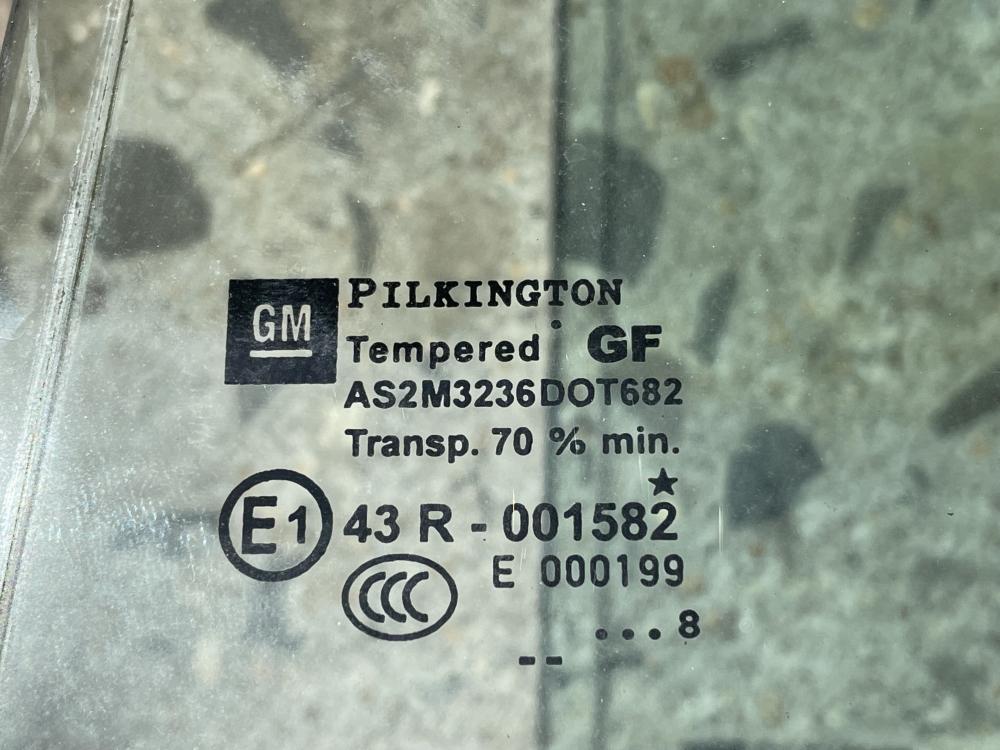 GM
PILKINGTON
Tempered GF
AS2M3236DOT682
Transp. 70 % min.
★
E1 43 R - 001582
CCC E 000199
...8
--